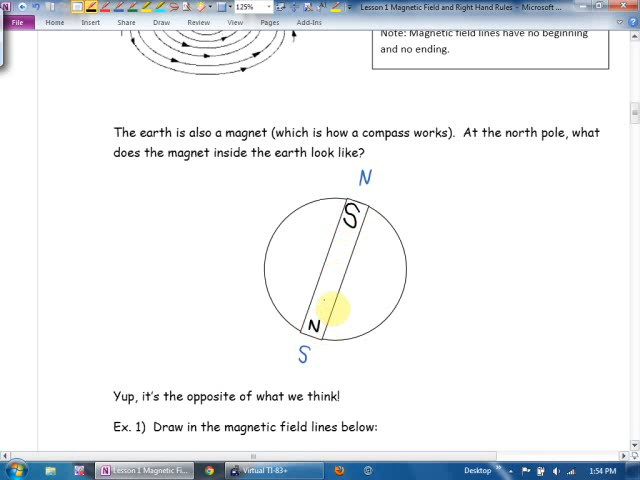 Lesson 1 Magnetic Field and Right Hand Rules - Microsoft ...
125%
File
Home
Insert
Share
Draw
Review
View
Pages
Add-Ins
Note: Magnetic field lines have no beginning
and no ending.
The earth is also a magnet (which is how a compass works). At the north pole, what
does the magnet inside the earth look like?
N
S
N
S
Yup, it's the opposite of what we think!
Ex. 1) Draw in the magnetic field lines below:
Lesson 1 Magnetic Fi...
Virtual TI-83+
Desktop
»
1:54 PM